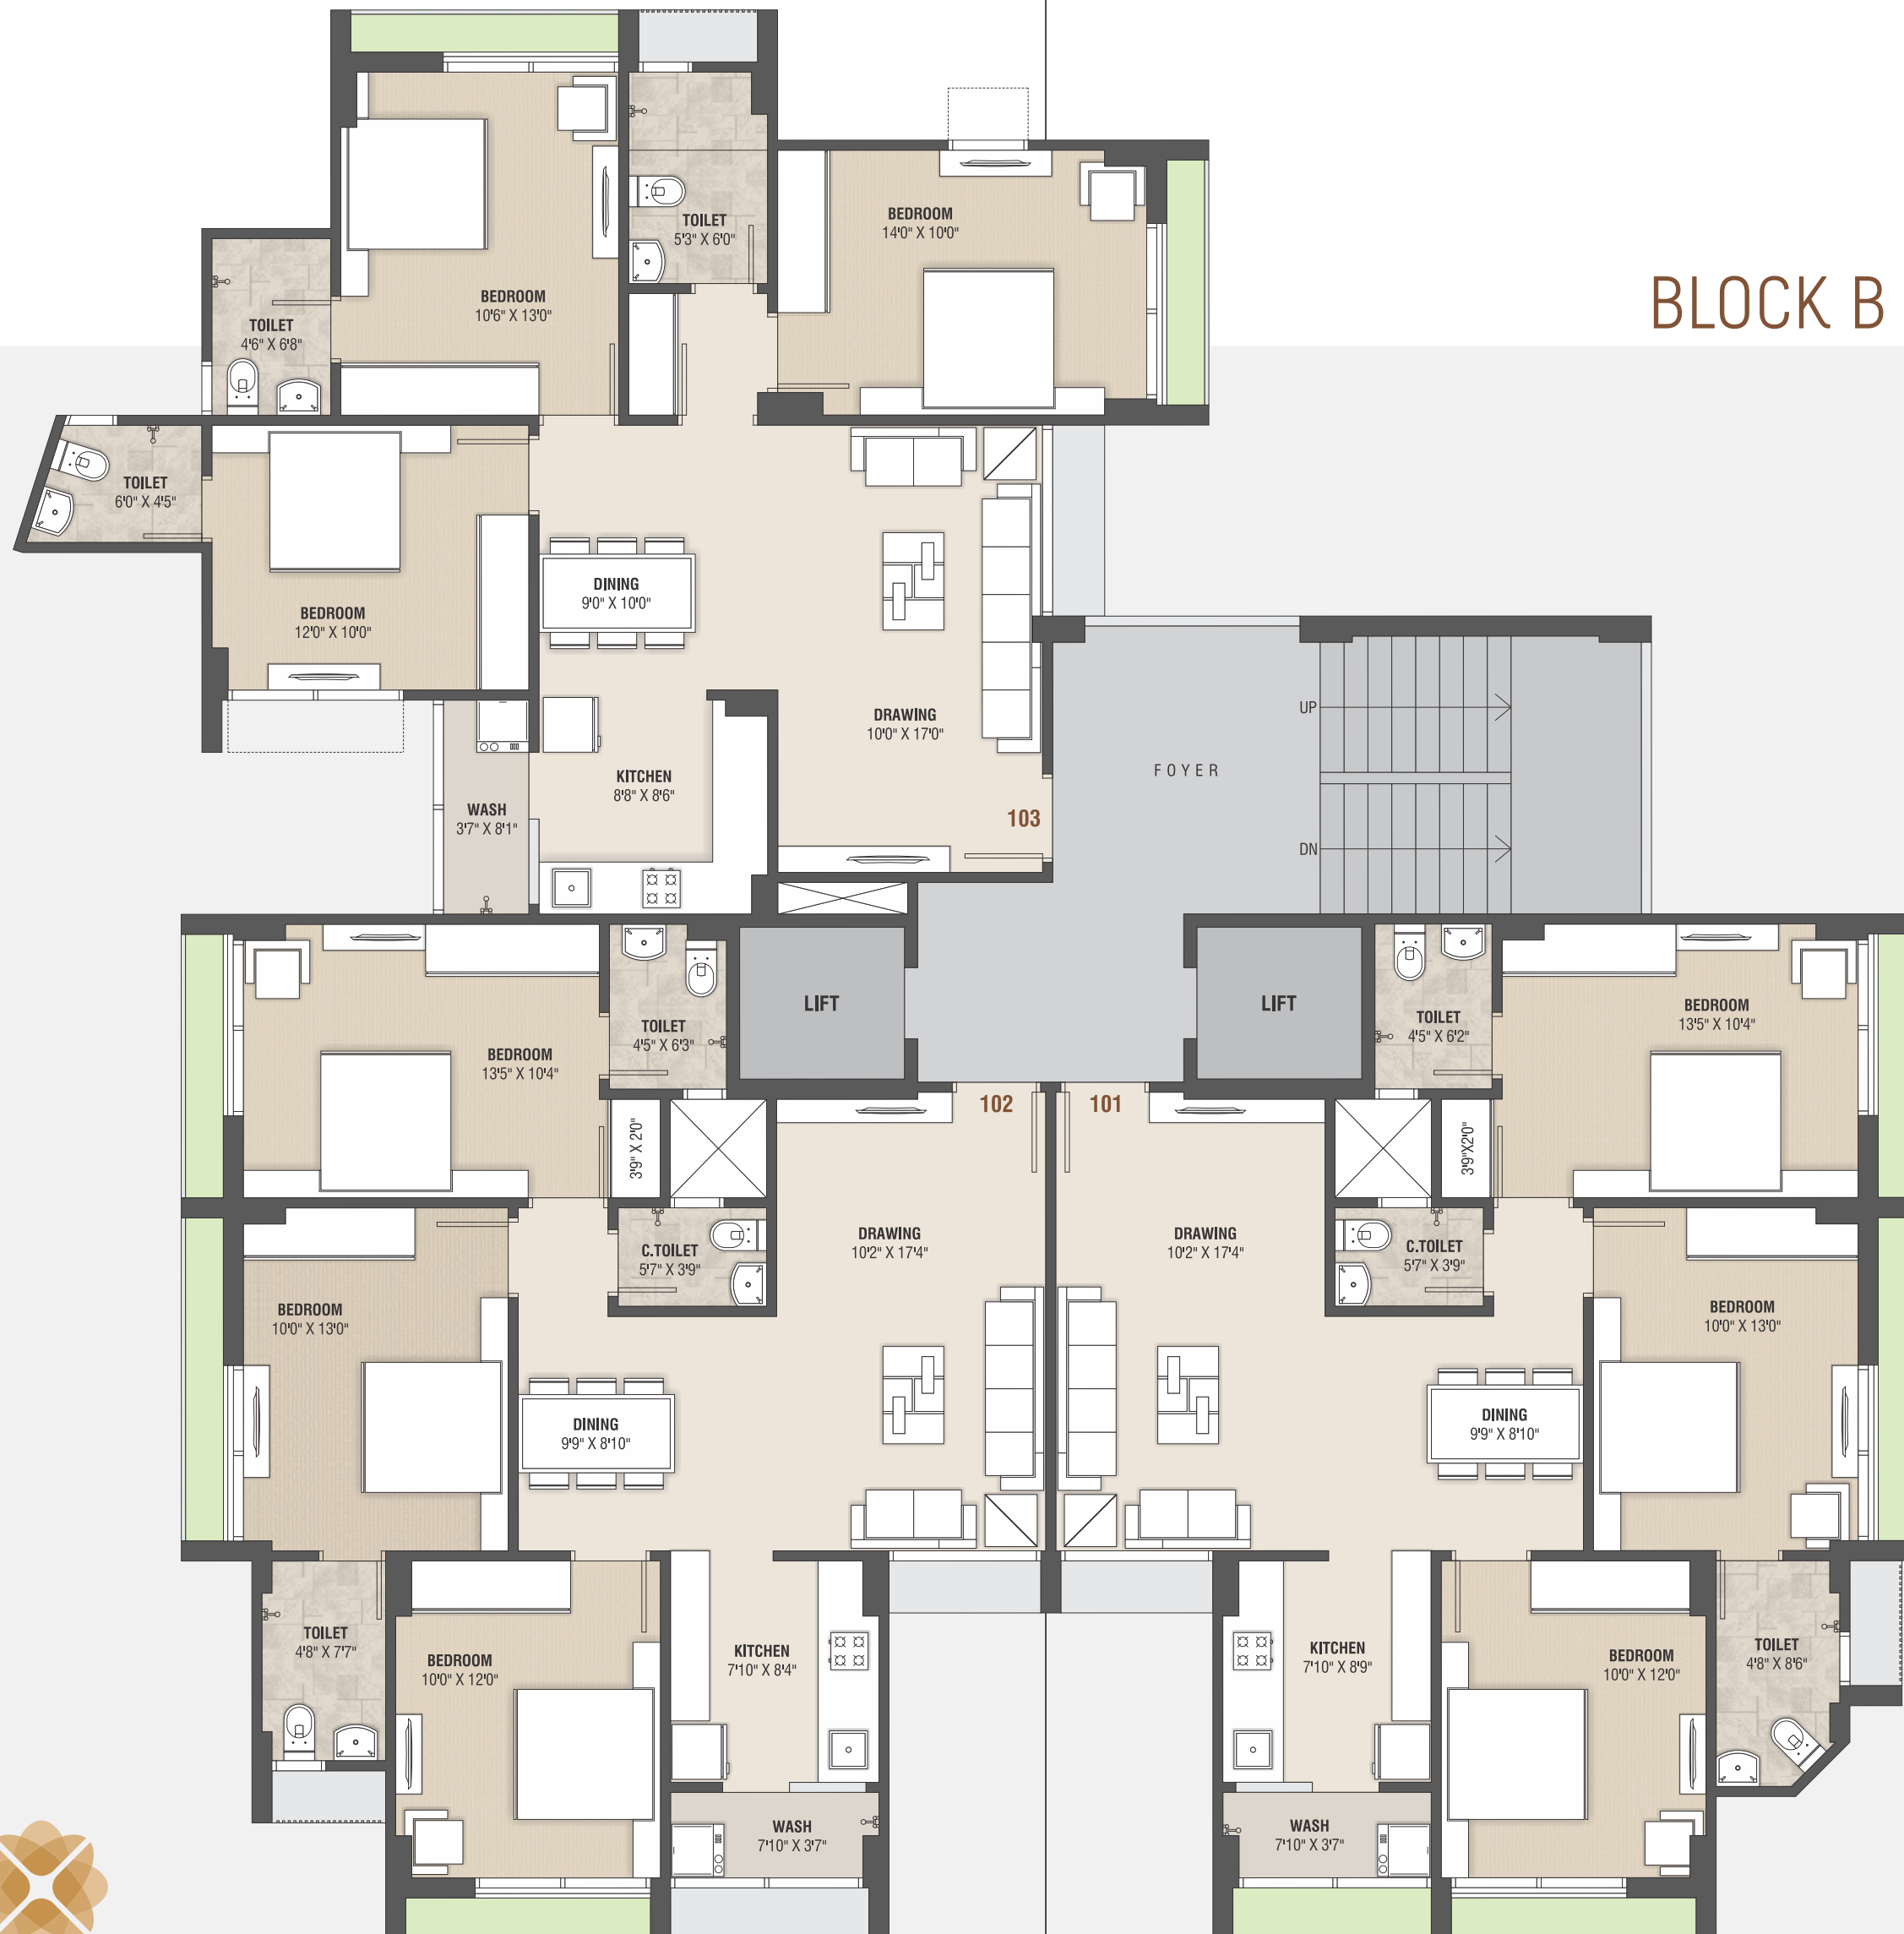 BLOCK B
BEDROOM
10'6" X 13'0"
TOILET
5'3" X 6'0"
BEDROOM
14'0" X 10'0"
TOILET
4'6" X 6'8"
TOILET
6'0" X 4'5"
BEDROOM
12'0" X 10'0"
DINING
9'0" X 10'0"
DRAWING
10'0" X 17'0"
KITCHEN
8'8" X 8'6"
WASH
3'7" X 8'1"
103
FOYER
UP
DN
LIFT
LIFT
TOILET
4'5" X 6'3"
BEDROOM
13'5" X 10'4"
TOILET
4'5" X 6'2"
BEDROOM
13'5" X 10'4"
102
101
3'9" X 2'0"
3'9"X2'0"
C.TOILET
5'7" X 3'9"
DRAWING
10'2" X 17'4"
DRAWING
10'2" X 17'4"
C.TOILET
5'7" X 3'9"
BEDROOM
10'0" X 13'0"
BEDROOM
10'0" X 13'0"
DINING
9'9" X 8'10"
DINING
9'9" X 8'10"
TOILET
4'8" X 7'7"
BEDROOM
10'0" X 12'0"
KITCHEN
7'10" X 8'4"
KITCHEN
7'10" X 8'9"
BEDROOM
10'0" X 12'0"
TOILET
4'8" X 8'6"
WASH
7'10" X 3'7"
WASH
7'10" X 3'7"